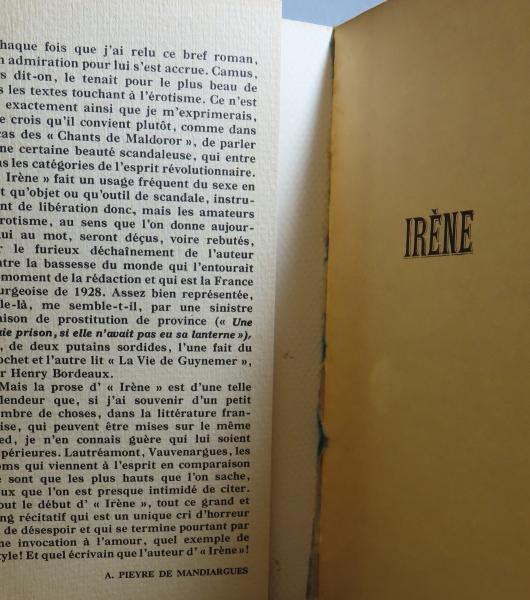 haque fois que j'ai relu ce bref roman,
n admiration pour lui s'est accrue. Camus,
s dit-on, le tenait pour le plus beau de
s les textes touchant à l'érotisme. Ce n'est
exactement ainsi que je m'exprimerais,
e crois qu'il convient plutôt, comme dans
cas des « Chants de Maldoror », de parler
ne certaine beauté scandaleuse, qui entre
ns les catégories de l'esprit révolutionnaire.
Irène » fait un usage fréquent du sexe en
t qu'objet ou qu'outil de scandale, instru-
nt de libération donc, mais les amateurs
rotisme, au sens que l'on donne aujour-
ui au mot, seront déçus, voire rebutés,
r le furieux déchaînement de l'auteur
ntre la bassesse du monde qui l'entourait
moment de la rédaction et qui est la France
urgeoise de 1928. Assez bien représentée,
le-là, me semble-t-il, par une sinistre
aison de prostitution de province (« Une
aie prison, si elle n'avait pas eu sa lanterne »),
, de deux putains sordides, l'une fait du
ochet et l'autre lit « La Vie de Guynemer »,
r Henry Bordeaux.
Mais la prose d' « Irène » est d'une telle
lendeur que, si j'ai souvenir d'un petit
mbre de choses, dans la littérature fran-
ise, qui peuvent être mises sur le même
ed, je n'en connais guère qui lui soient
périeures. Lautréamont, Vauvenargues, les
oms qui viennent à l'esprit en comparaison
e sont que les plus hauts que l'on sache,
ux que l'on est presque intimidé de citer.
out le début d' « Irène », tout ce grand et
ng récitatif qui est un unique cri d'horreur
de désespoir et qui se termine pourtant par
ne invocation à l'amour, quel exemple de
tyle! Et quel écrivain que l'auteur d' « Irène »!
A. PIEYRE DE MANDIARGUES
IRÈNE